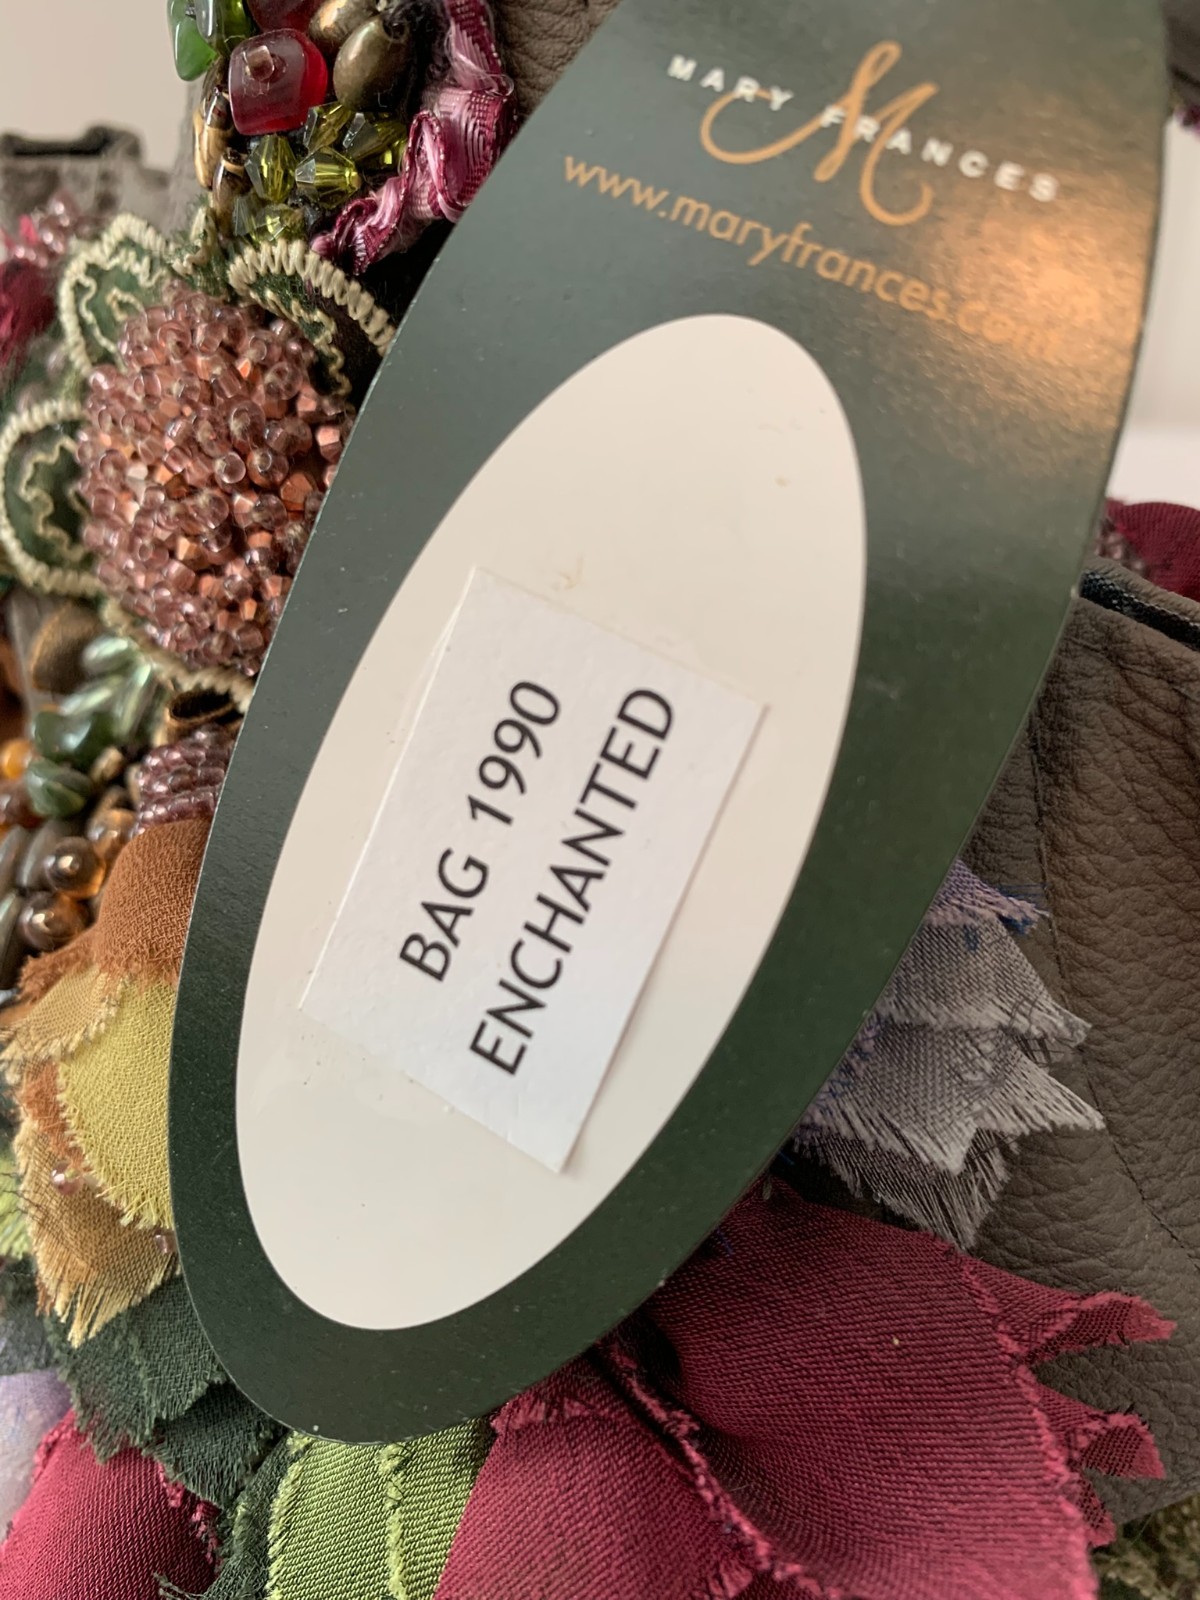 MARY FRANCES
M
www.maryfrances.com
BAG 1990
ENCHANTED